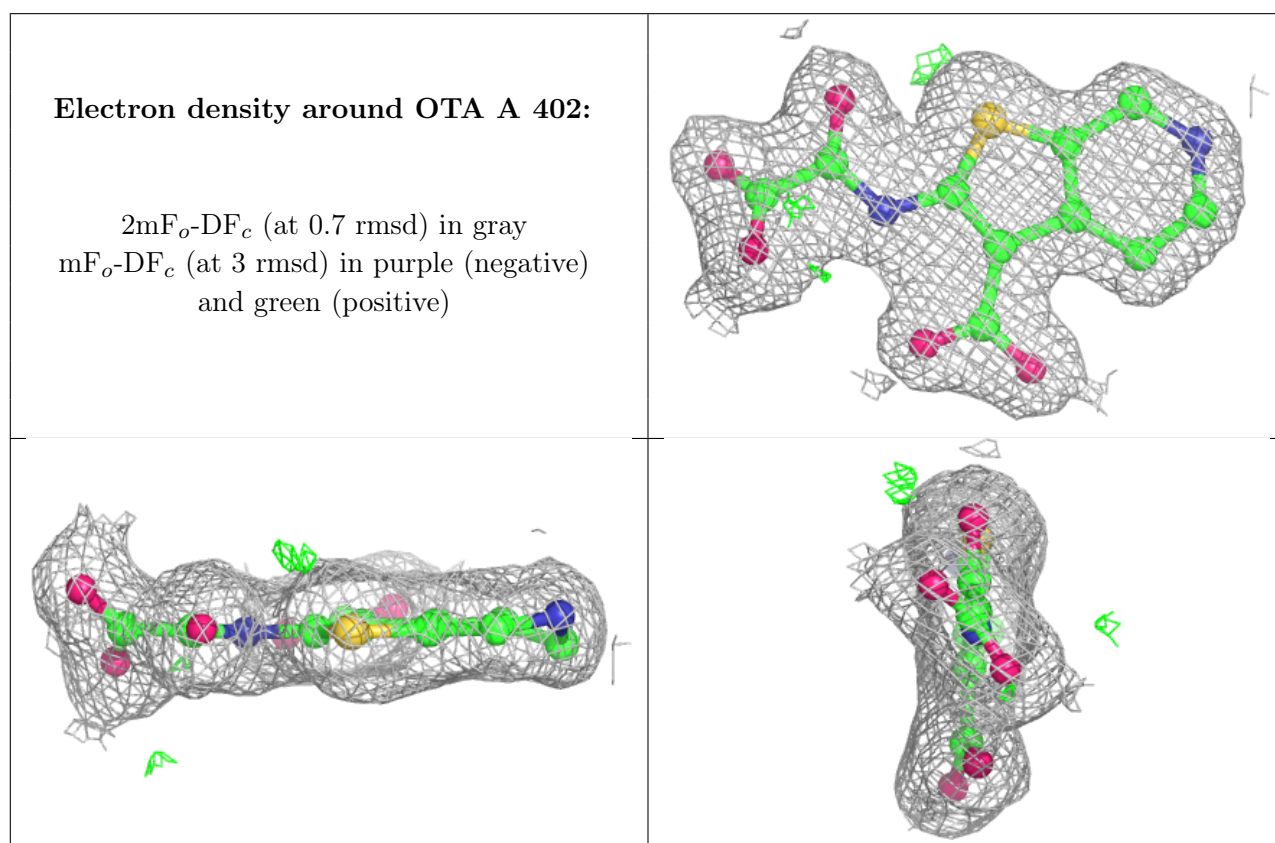 Electron density around OTA A 402:
2mFo-DFc (at 0.7 rmsd) in gray
mFo-DFc (at 3 rmsd) in purple (negative)
and green (positive)